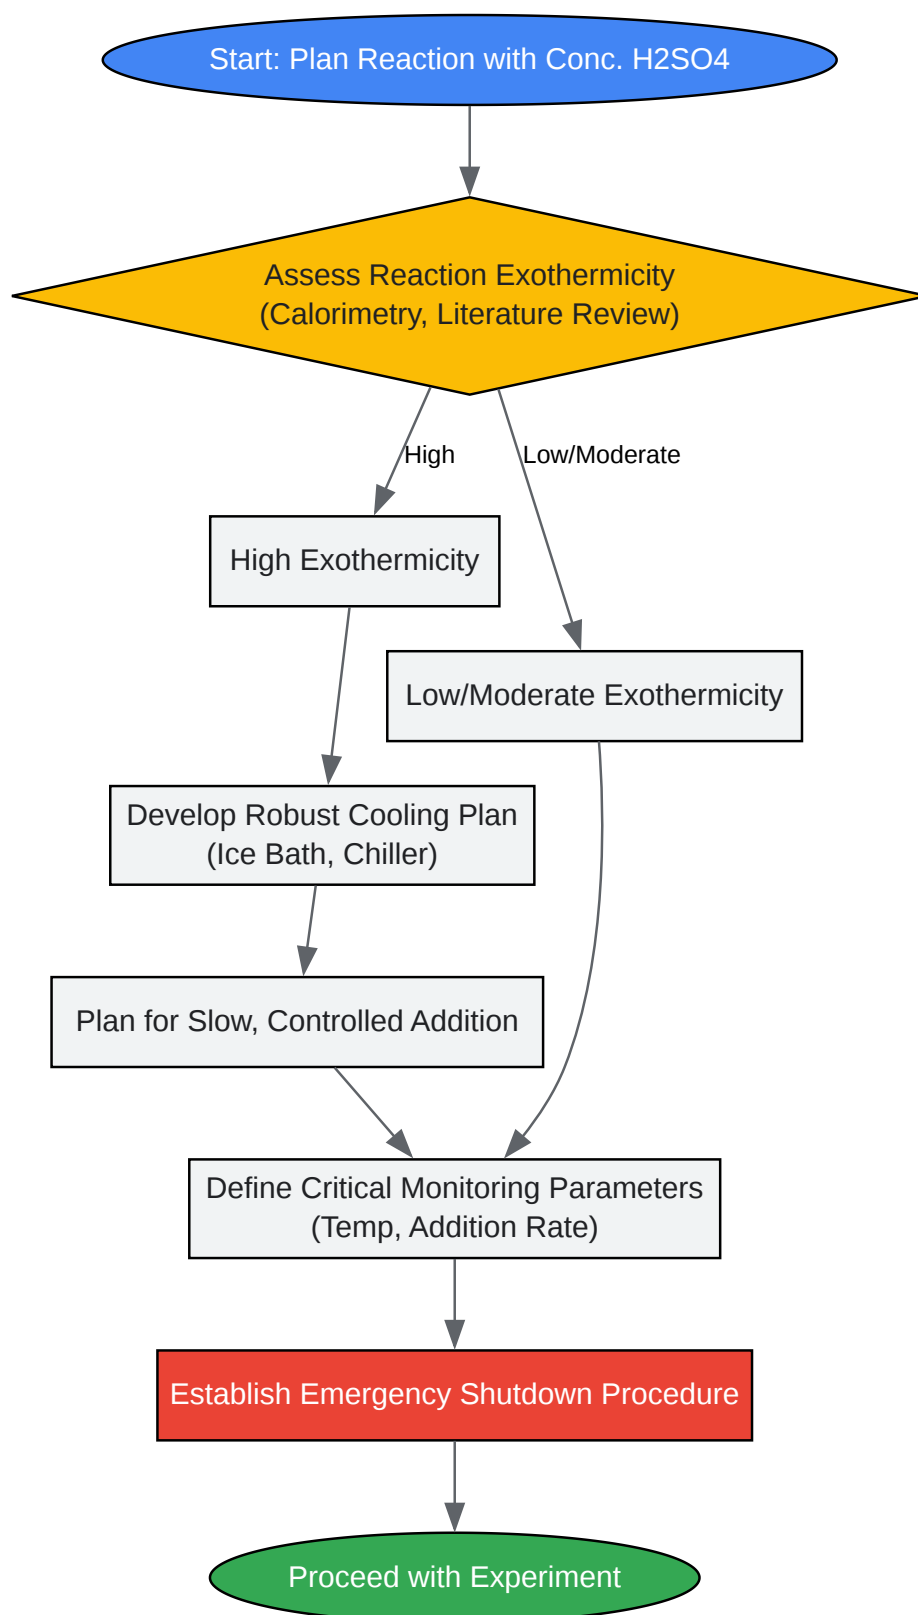 Start: Plan Reaction with Conc. H2SO4
Assess Reaction Exothermicity
(Calorimetry, Literature Review)
High
Low/Moderate
High Exothermicity
Low/Moderate Exothermicity
Develop Robust Cooling Plan
(Ice Bath, Chiller)
Plan for Slow, Controlled Addition
Define Critical Monitoring Parameters
(Temp, Addition Rate)
Establish Emergency Shutdown Procedure
Proceed with Experiment